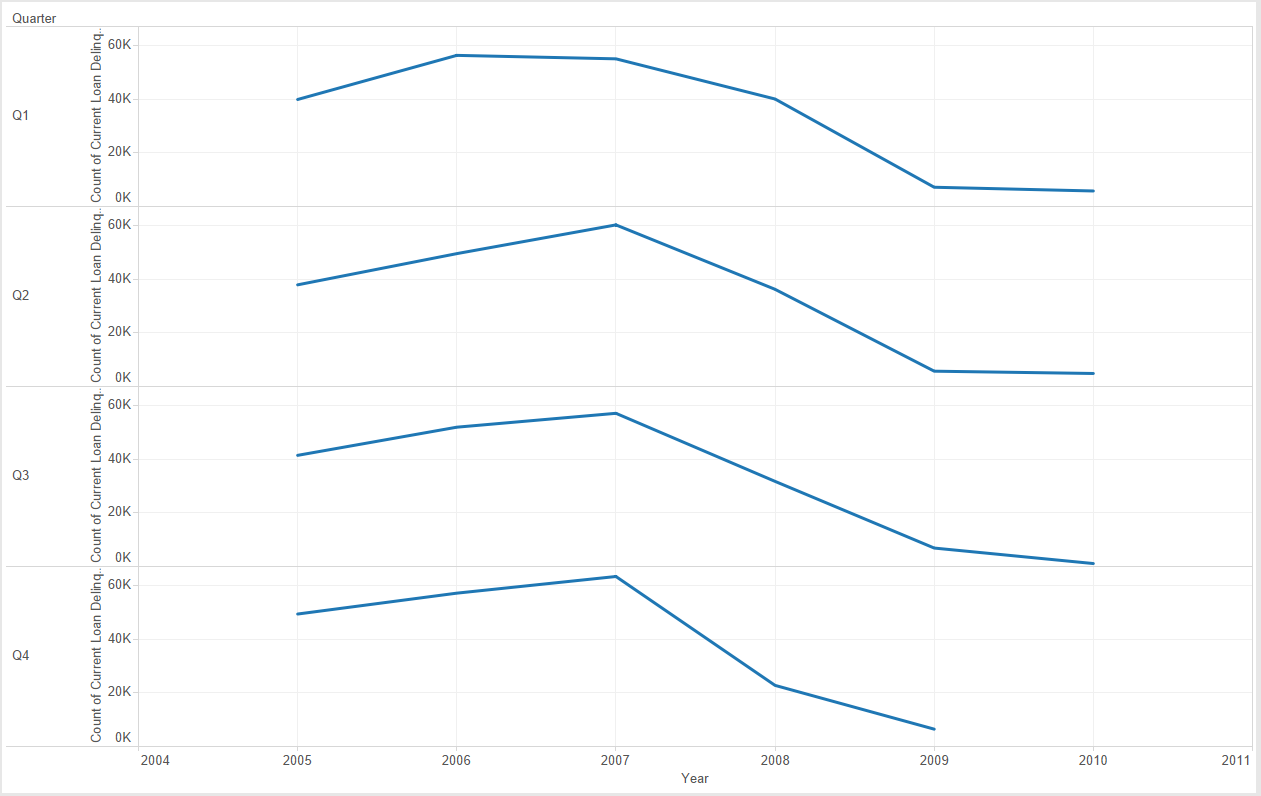 Quarter
Q1
Count of Current Loan Delinq..
60K
40K
20K
0K
Q2
Count of Current Loan Delinq..
60K
40K
20K
0K
Q3
Count of Current Loan Delinq..
60K
40K
20K
0K
Q4
Count of Current Loan Delinq..
60K
40K
20K
0K
2004 2005 2006 2007 2008 2009 2010 2011
Year